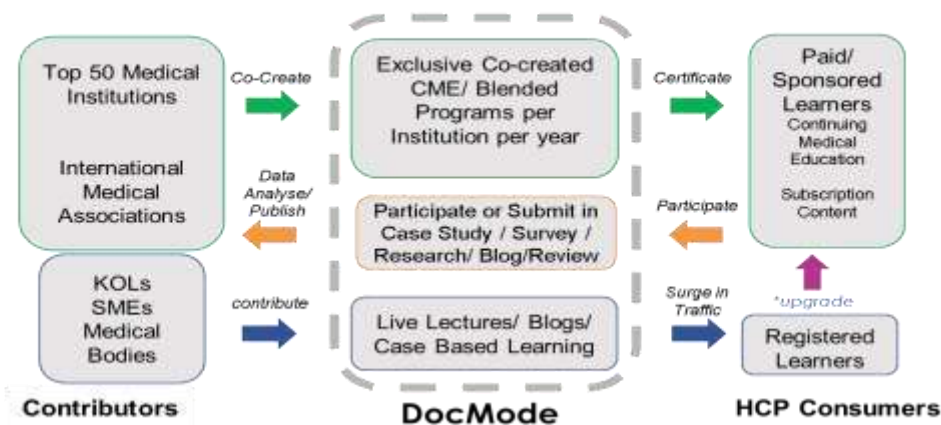 Top 50 Medical
Institutions
International
Medical
Associations
KOLs
SMEs
Medical
Bodies
Contributors
Co-Create
Data
Analyse/
Publish
contribute
Exclusive Co-created
CME/ Blended
Programs per
Institution per year
Participate or Submit in
Case Study / Survey /
Research/ Blog/Review
Live Lectures/ Blogs/
Case Based Learning
DocMode
Certificate
Participate
Surge in
Traffic
Paid/
Sponsored
Learners
Continuing
Medical
Education
Subscription
Content
*upgrade
Registered
Learners
HCP Consumers